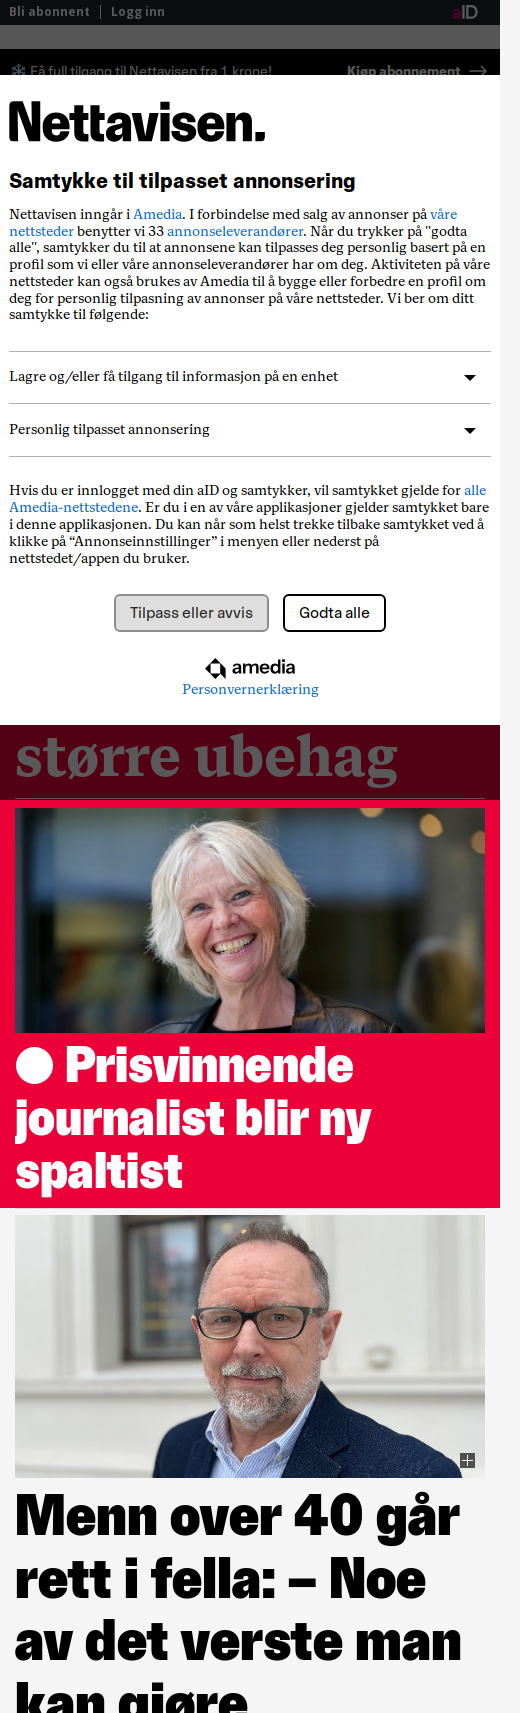 Bli abonnent | Logg inn aID
Få full tilgang til Nettavisen fra 1 krone! Kjøp abonnement
Nettavisen.
Samtykke til tilpasset annonsering
Nettavisen inngår i Amedia. I forbindelse med salg av annonser på våre
nettsteder benytter vi 33 annonseleverandører. Når du trykker på "godta
alle", samtykker du til at annonsene kan tilpasses deg personlig basert på en
profil som vi eller våre annonseleverandører har om deg. Aktiviteten på våre
nettsteder kan også brukes av Amedia til å bygge eller forbedre en profil om
deg for personlig tilpasning av annonser på våre nettsteder. Vi ber om ditt
samtykke til følgende:
Lagre og/eller få tilgang til informasjon på en enhet
Personlig tilpasset annonsering
Hvis du er innlogget med din aID og samtykker, vil samtykket gjelde for alle
Amedia-nettstedene. Er du i en av våre applikasjoner gjelder samtykket bare
i denne applikasjonen. Du kan når som helst trekke tilbake samtykket ved å
klikke på “Annonseinnstillinger” i menyen eller nederst på
nettstedet/appen du bruker.
Tilpass eller avvis Godta alle
amedia
Personvernerklæring
større ubehag
Prisvinnende
journalist blir ny
spaltist
Menn over 40 går
rett i fella: – Noe
av det verste man
kan gjøre